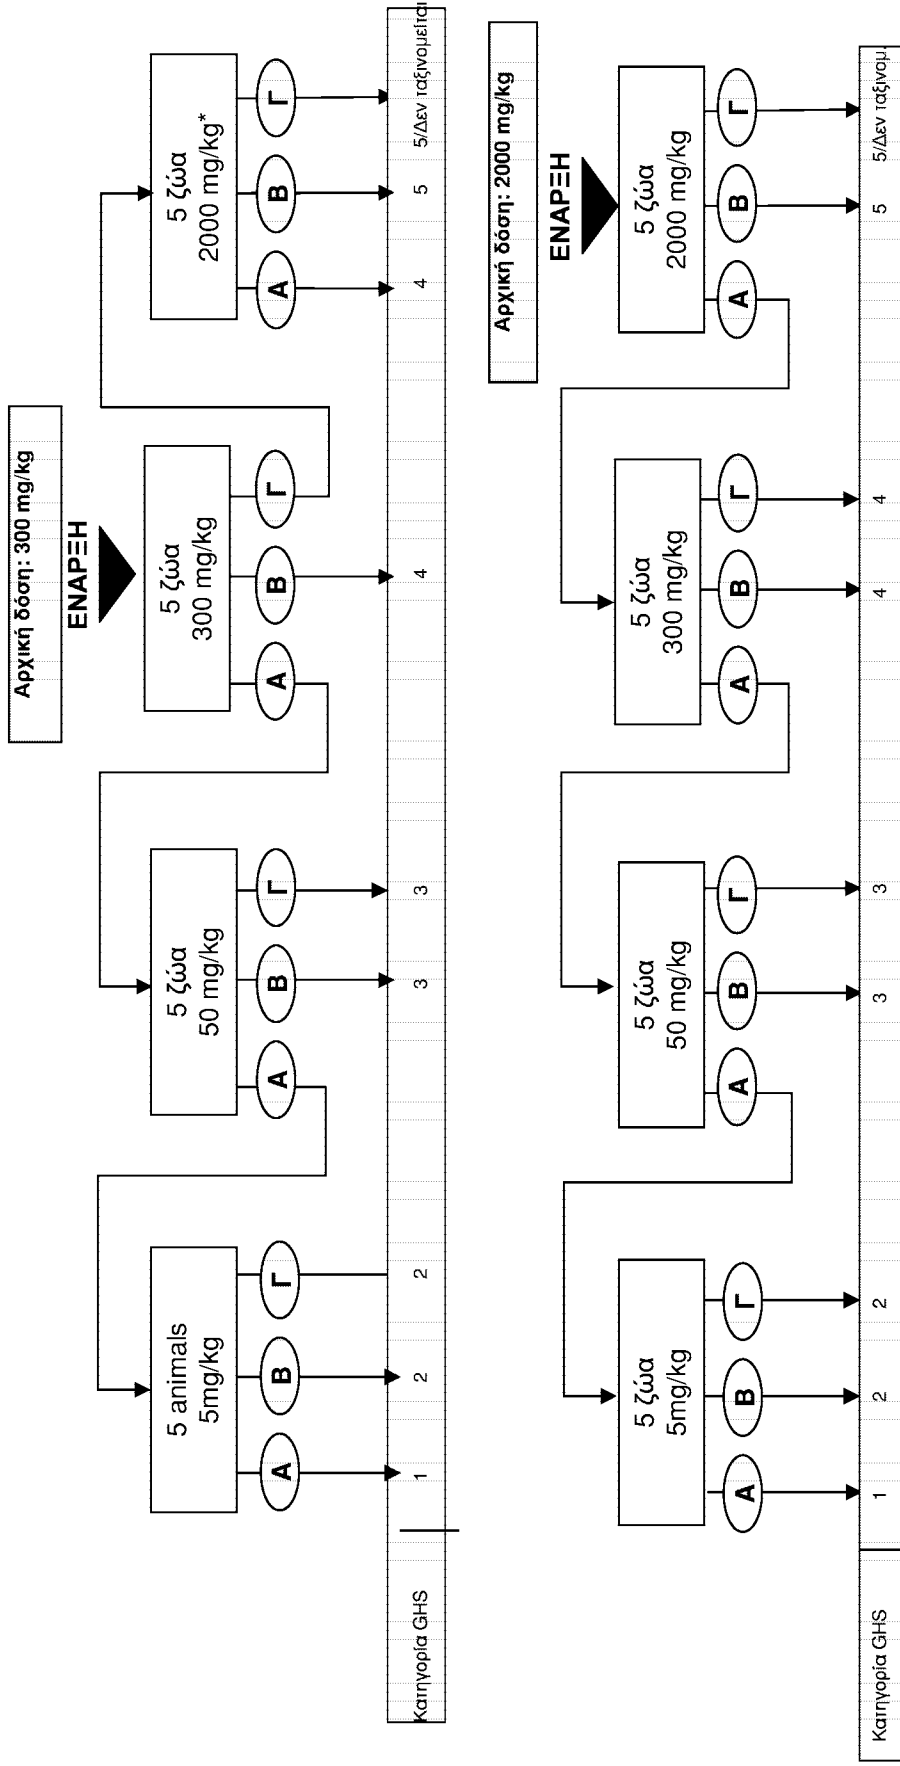 Αρχική δόση: 300 mg/kg
ΕΝΑΡΞΗ
5 animals
5mg/kg
5 ζώα
50 mg/kg
5 ζώα
300 mg/kg
5 ζώα
2000 mg/kg*
Α
Β
Γ
Α
Β
Γ
Α
Β
Γ
Α
Β
Γ
Κατηγορία GHS
1
2
2
3
3
4
4
5
5/Δεν ταξινομείται
Αρχική δόση: 2000 mg/kg
ΕΝΑΡΞΗ
5 ζώα
5mg/kg
5 ζώα
50 mg/kg
5 ζώα
300 mg/kg
5 ζώα
2000 mg/kg
Α
Β
Γ
Α
Β
Γ
Α
Β
Γ
Α
Β
Γ
Κατηγορία GHS
1
2
2
3
3
4
4
5
5/Δεν ταξινομ.